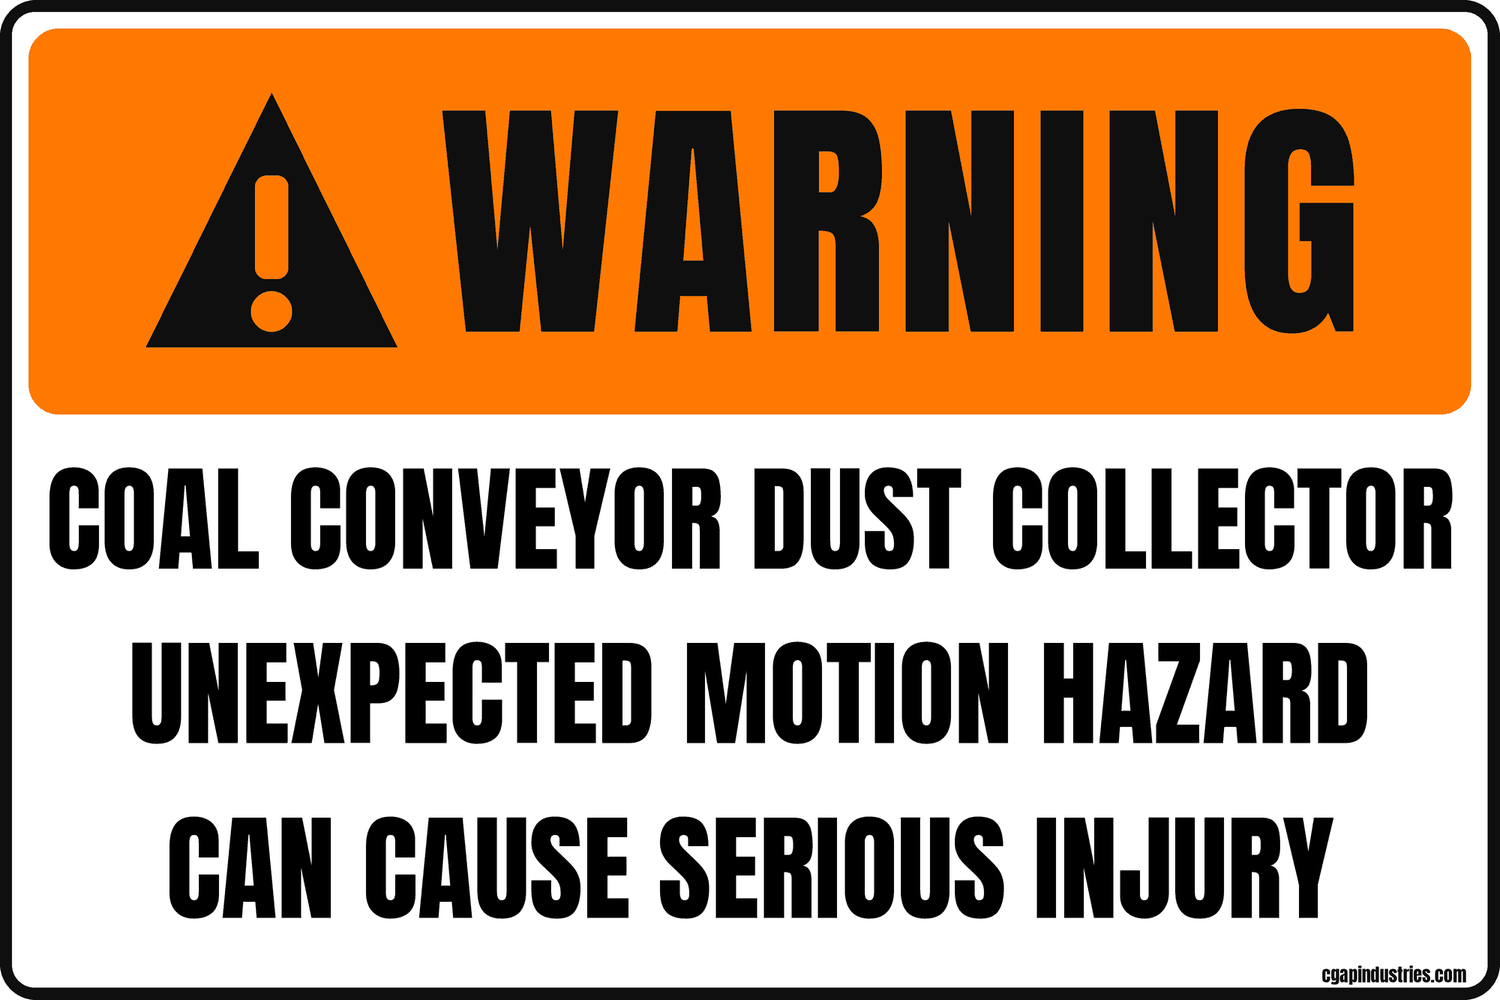 WARNING
COAL CONVEYOR DUST COLLECTOR
UNEXPECTED MOTION HAZARD
CAN CAUSE SERIOUS INJURY
cgapindustries.com